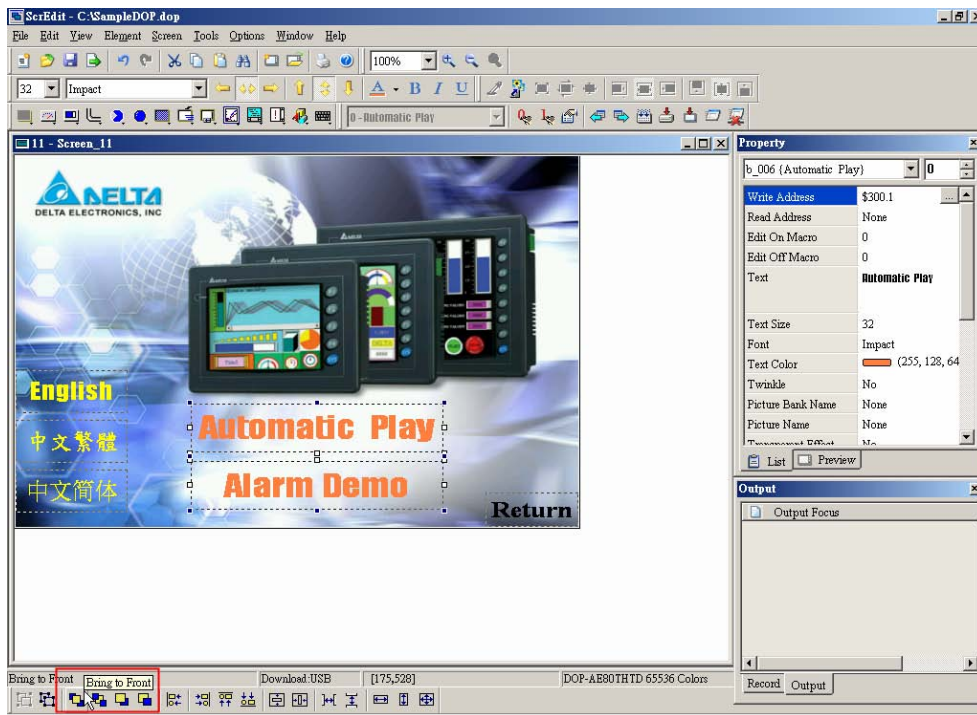 ScrEdit - C:\SampleDOP.dop
File Edit View Element Screen Tools Options Window Help
100%
32 Impact
A B I U
0 - Automatic Play
11 - Screen_11
DELTA
DELTA ELECTRONICS, INC
English
中文繁體
中文简体
Automatic Play
Alarm Demo
Return
Property
b_006 {Automatic Play} 0
Write Address $300.1 ...
Read Address None
Edit On Macro 0
Edit Off Macro 0
Text Automatic Play
Text Size 32
Font Impact
Text Color (255, 128, 64
Twinkle No
Picture Bank Name None
Picture Name None
Transparent Effect No
List Preview
Output
Output Focus
Record Output
Bring to Front Download:USB [175,528] DOP-AE80THTD 65536 Colors
Bring to Front